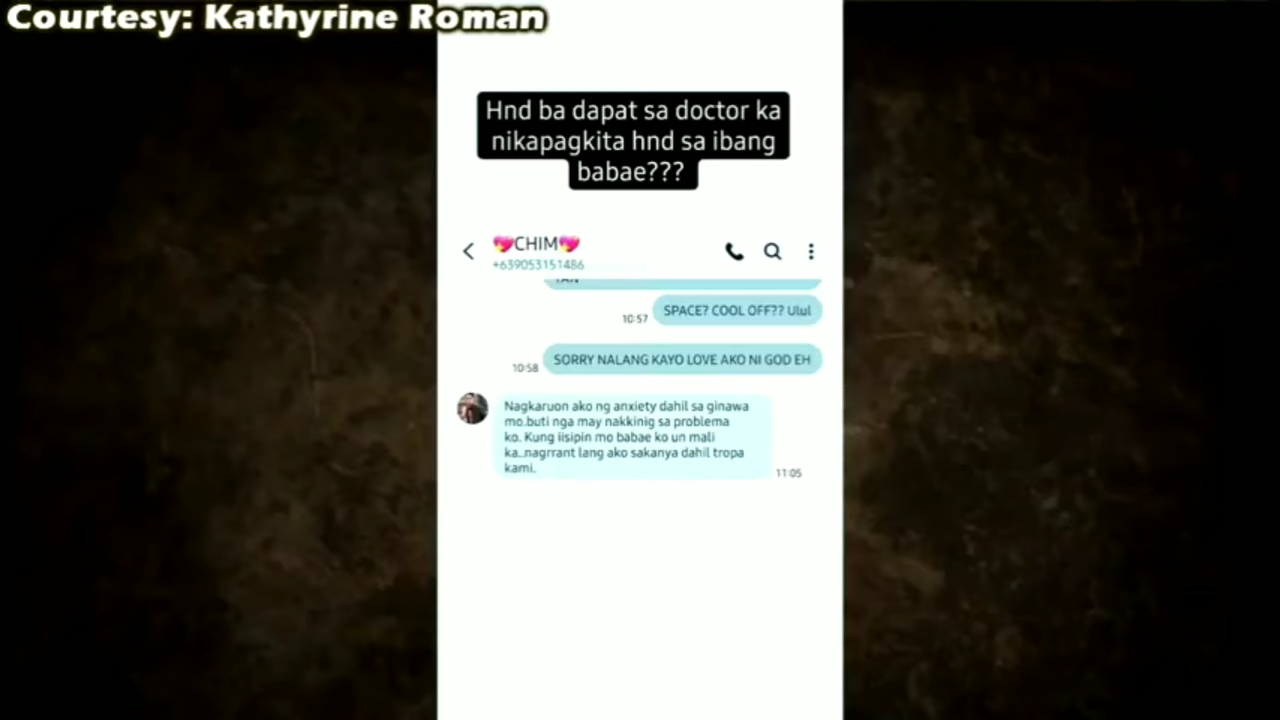 Courtesy: Kathyrine Roman
Hnd ba dapat sa doctor ka
nikapagkita hnd sa ibang
babae???
💖CHIM💖
+639053151486
SPACE? COOL OFF?? Ulul
10:57
SORRY NALANG KAYO LOVE AKO NI GOD EH
10:58
Nagkaruon ako ng anxiety dahil sa ginawa
mo.buti nga may nakkinig sa problema
ko. Kung iisipin mo babae ko un mali
ka..nagrrant lang ako sakanya dahil tropa
kami.
11:05